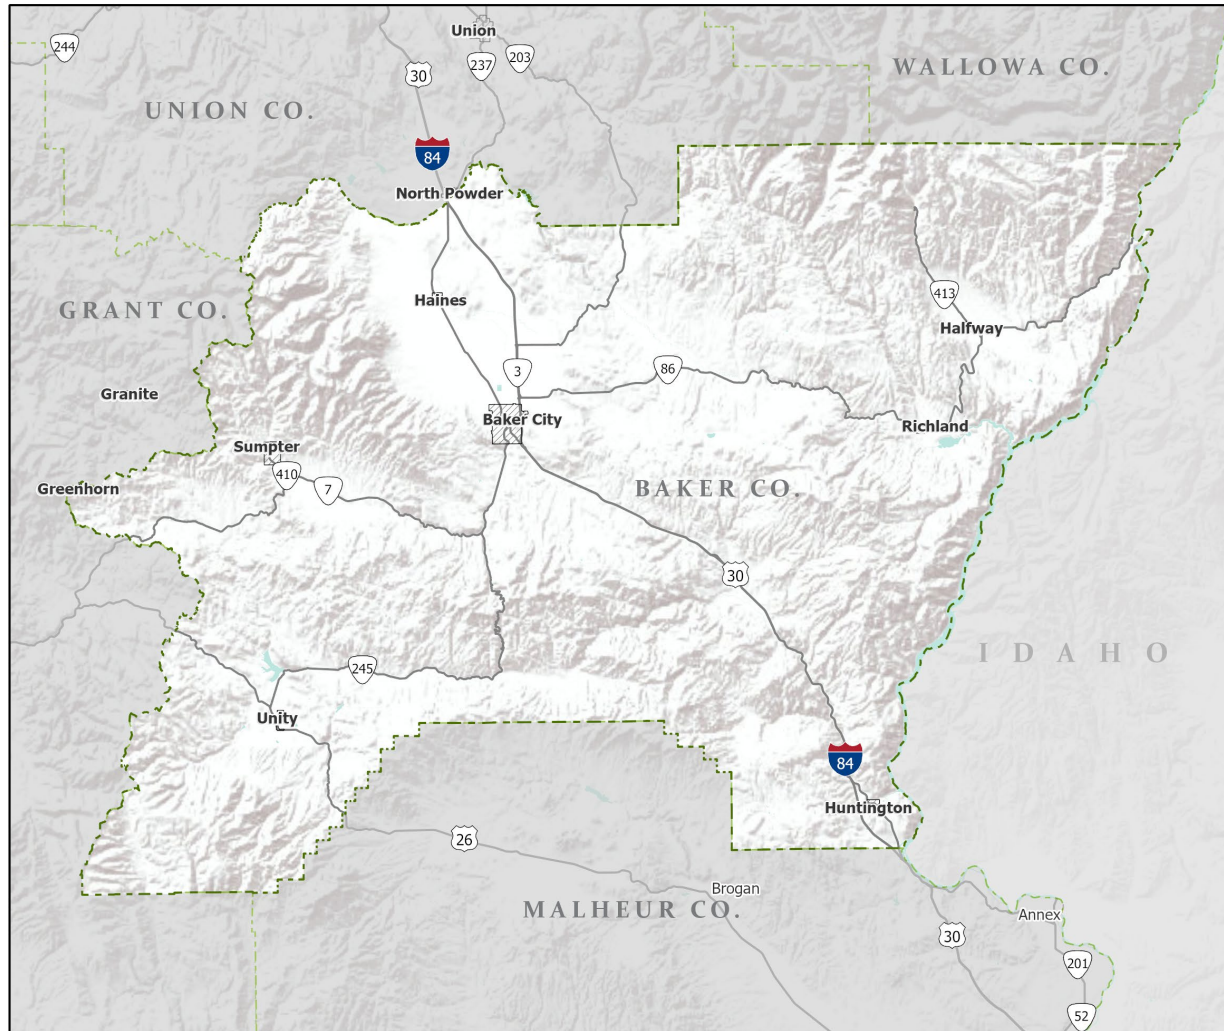 Union
244
237
203
30
WALLOWA CO.
UNION CO.
84
North Powder
Haines
413
GRANT CO.
Halfway
86
3
Granite
Baker City
Richland
Sumpter
410
7
Greenhorn
BAKER CO.
30
IDAHO
245
Unity
84
Huntington
26
Brogan
MALHEUR CO.
Annex
30
201
52